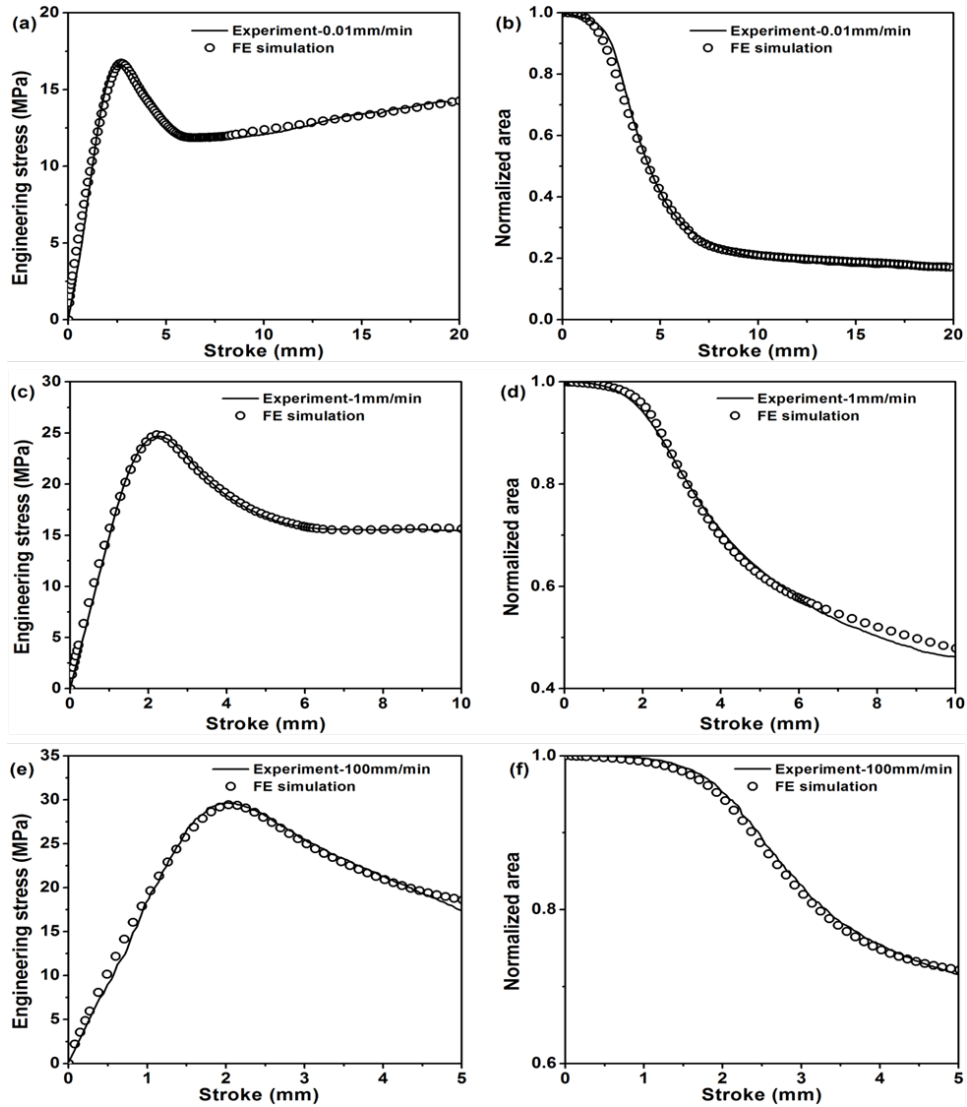 (a)
Experiment-0.01mm/min
FE simulation
Engineering stress (MPa)
20
15
10
5
0
0 5 10 15 20
Stroke (mm)
(b)
Experiment-0.01mm/min
FE simulation
Normalized area
1.0
0.8
0.6
0.4
0.2
0.0
0 5 10 15 20
Stroke (mm)
(c)
Experiment-1mm/min
FE simulation
Engineering stress (MPa)
30
25
20
15
10
5
0
0 2 4 6 8 10
Stroke (mm)
(d)
Experiment-1mm/min
FE simulation
Normalized area
1.0
0.8
0.6
0.4
0 1 2 3 4 5 6 7 8 9 10
Stroke (mm)
(e)
Experiment-100mm/min
FE simulation
Engineering stress (MPa)
35
30
25
20
15
10
5
0
0 1 2 3 4 5
Stroke (mm)
(f)
Experiment-100mm/min
FE simulation
Normalized area
1.0
0.8
0.6
0 1 2 3 4 5
Stroke (mm)